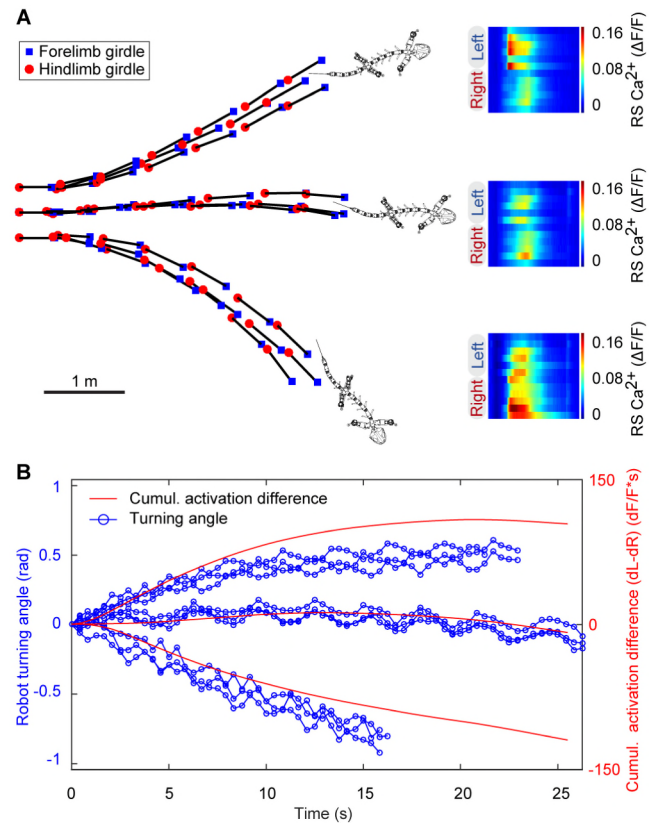 A
Forelimb girdle
Hindlimb girdle
1 m
Left
Right
0.16
0.08
0
RS Ca²⁺ (ΔF/F)
Left
Right
0.16
0.08
0
RS Ca²⁺ (ΔF/F)
Left
Right
0.16
0.08
0
RS Ca²⁺ (ΔF/F)
B
Cumul. activation difference
Turning angle
Robot turning angle (rad)
1
0.5
0
-0.5
-1
150
0
-150
Cumul. activation difference (dL-dR) (dF/F*s)
0 5 10 15 20 25
Time (s)